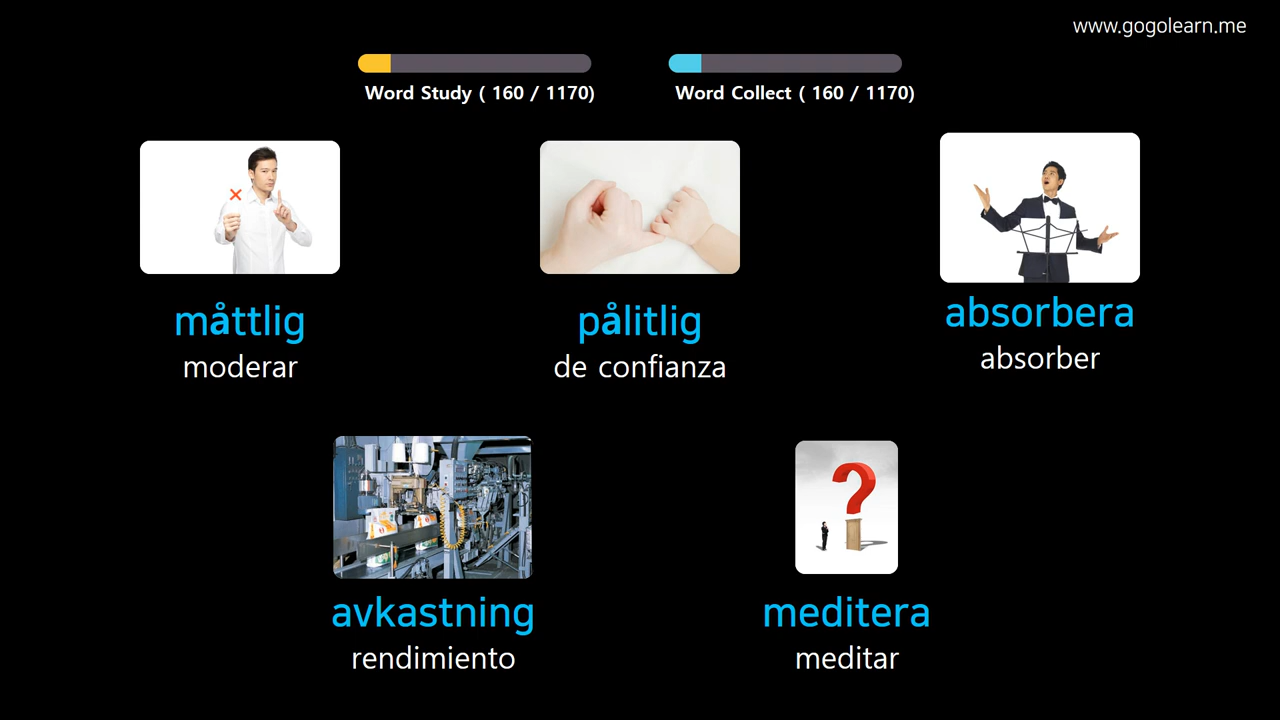 www.gogolearn.me
Word Study ( 160 / 1170)
Word Collect ( 160 / 1170)
måttlig
moderar
pålitlig
de confianza
absorbera
absorber
avkastning
rendimiento
meditera
meditar